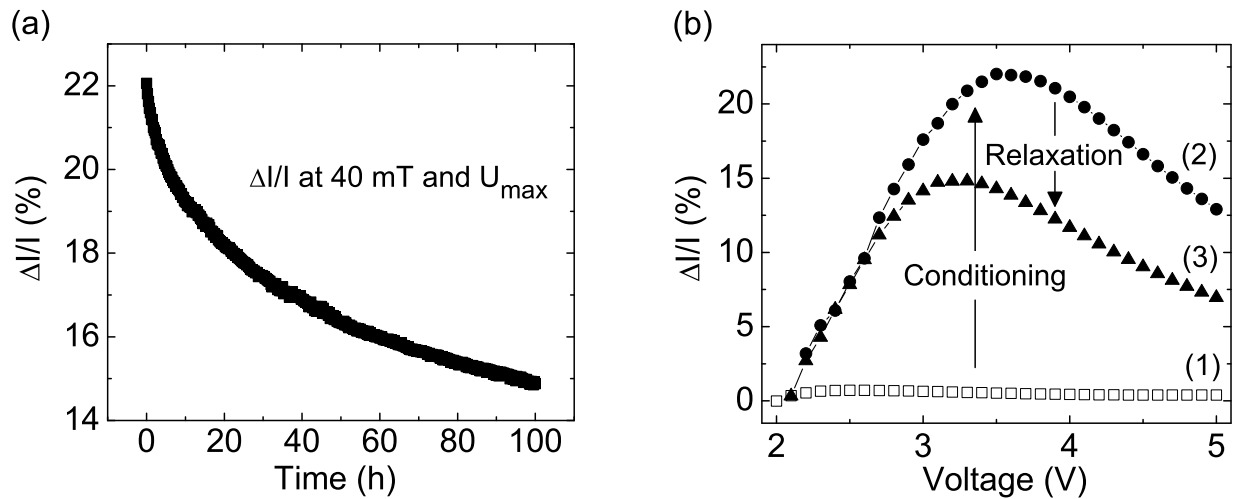 (a)
ΔI/I (%)
22
20
18
16
14
ΔI/I at 40 mT and Umax
0 20 40 60 80 100
Time (h)
(b)
ΔI/I (%)
20
15
10
5
0
Relaxation
Conditioning
(2)
(3)
(1)
2 3 4 5
Voltage (V)